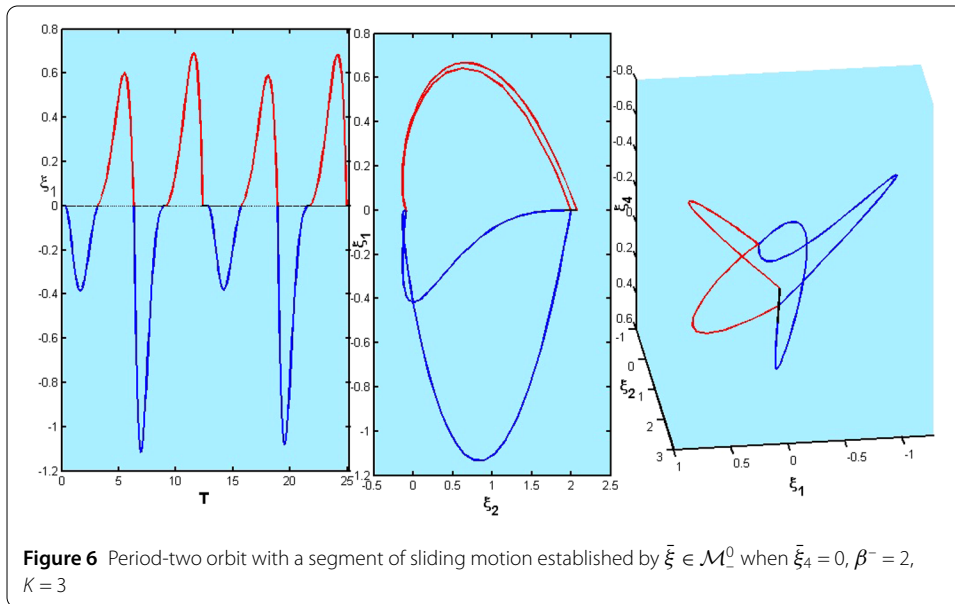 0.8
0.6
0.4
0.2
ξ₁
0
-0.2
-0.4
-0.6
-0.8
-1
-1.2
0 5 10 15 20 25
T
0.8
0.6
0.4
0.2
0
ξ₁
-0.2
-0.4
-0.6
-0.8
-1
-1.2
-0.5 0 0.5 1 1.5 2 2.5
ξ₂
-0.8
-0.6
-0.4
-0.2
ξ₄
0
0.2
0.4
0.6
-1
0
ξ₂
1
2
3
1 0.5 0 -0.5 -1
ξ₁
Figure 6 Period-two orbit with a segment of sliding motion established by ξ̄ ∈ ℳ₋⁰ when ξ̄₄ = 0, β⁻ = 2,
K = 3